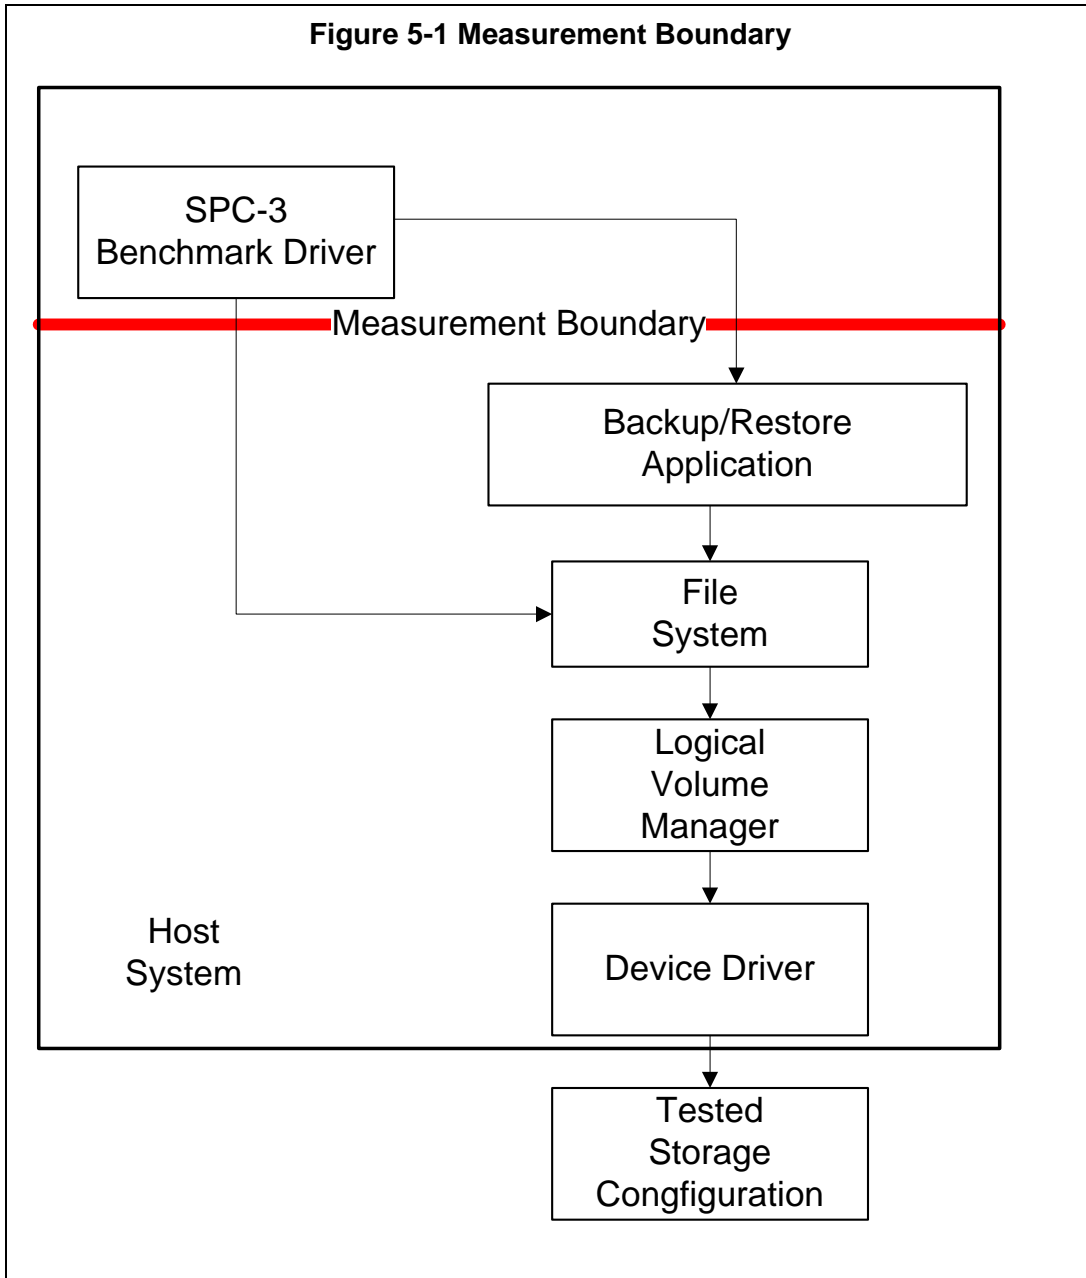 Figure 5-1 Measurement Boundary
SPC-3
Benchmark Driver
Measurement Boundary
Backup/Restore
Application
File
System
Logical
Volume
Manager
Host
System
Device Driver
Tested
Storage
Congfiguration